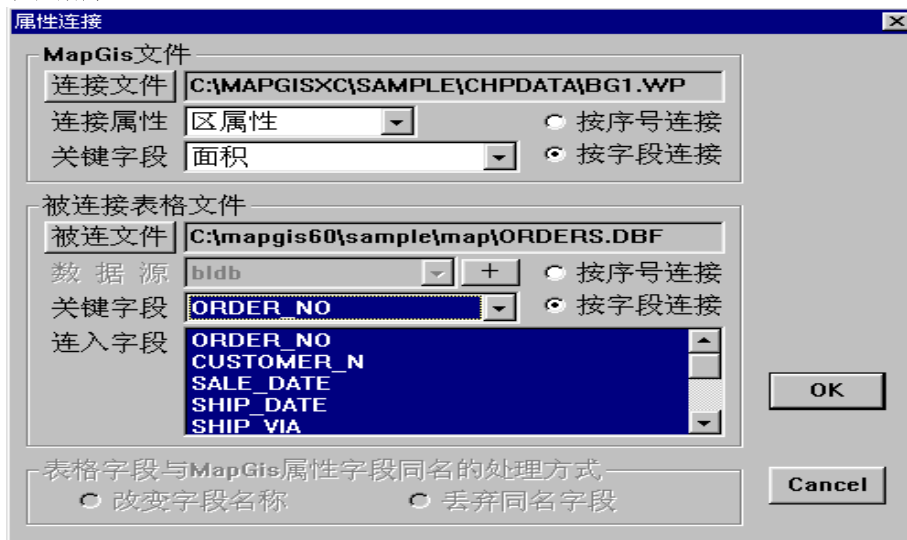 属性连接
MapGis文件
连接文件 C:\MAPGISXC\SAMPLE\CHPDATA\BG1.WP
连接属性 区属性 按序号连接
关键字段 面积 按字段连接
被连接表格文件
被连文件 C:\mapgis60\sample\map\ORDERS.DBF
数 据 源 bldb + 按序号连接
关键字段 ORDER_NO 按字段连接
连入字段 ORDER_NO
CUSTOMER_N
SALE_DATE
SHIP_DATE
SHIP_VIA
OK
表格字段与MapGis属性字段同名的处理方式
改变字段名称 丢弃同名字段
Cancel